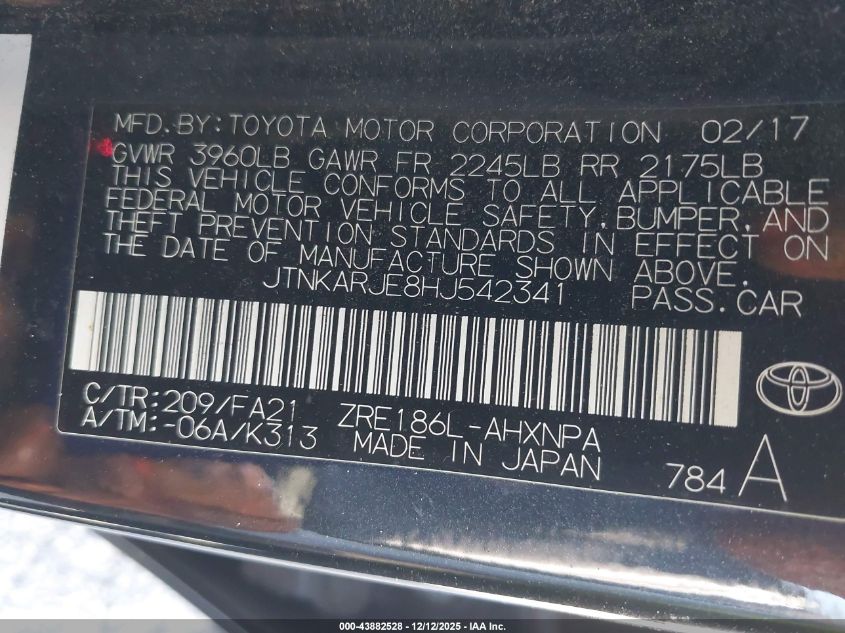 MFD.BY:TOYOTA MOTOR CORPORATION 02/17
GVWR 3960LB GAWR FR 2245LB RR 2175LB
THIS VEHICLE CONFORMS TO ALL APPLICABLE
FEDERAL MOTOR VEHICLE SAFETY,BUMPER,AND
THEFT PREVENTION STANDARDS IN EFFECT ON
THE DATE OF MANUFACTURE SHOWN ABOVE.
JTNKARJE8HJ542341 PASS.CAR
C/TR:209/FA21 ZRE186L-AHXNPA
A/TM:-06A/K313 MADE IN JAPAN
784 A
000-43882528 - 12/12/2025 - IAA Inc.